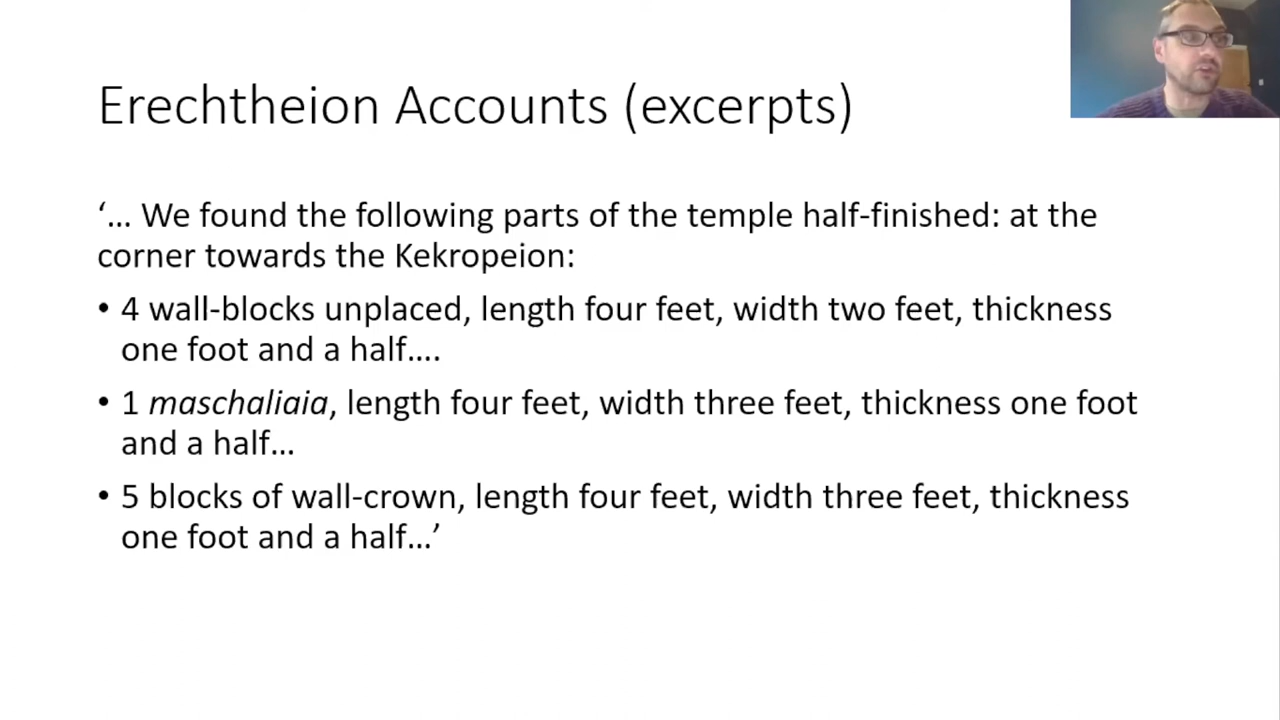 Erechtheion Accounts (excerpts)
‘… We found the following parts of the temple half-finished: at the
corner towards the Kekropeion:
• 4 wall-blocks unplaced, length four feet, width two feet, thickness
one foot and a half….
• 1 maschaliaia, length four feet, width three feet, thickness one foot
and a half…
• 5 blocks of wall-crown, length four feet, width three feet, thickness
one foot and a half…’